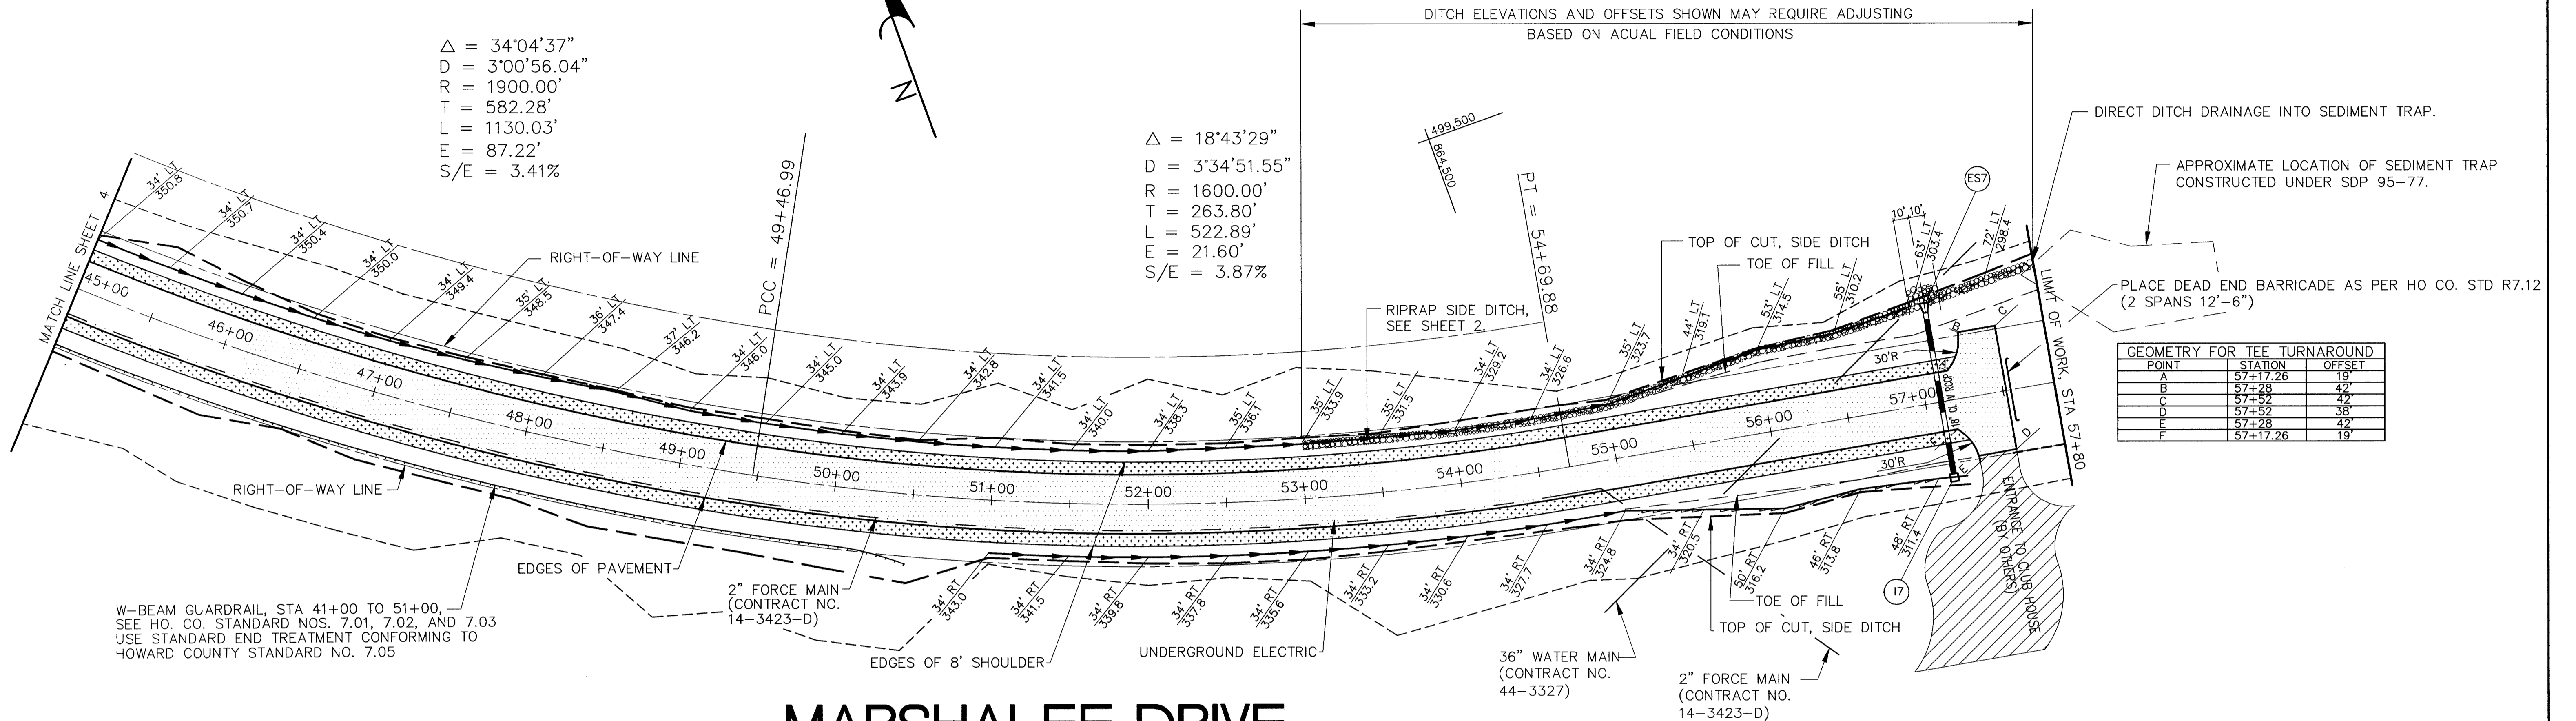 DITCH ELEVATIONS AND OFFSETS SHOWN MAY REQUIRE ADJUSTING
BASED ON ACUAL FIELD CONDITIONS
△ = 34°04'37"
D = 3°00'56.04"
R = 1900.00'
T = 582.28'
L = 1130.03'
E = 87.22'
S/E = 3.41%
N
△ = 18°43'29"
D = 3°34'51.55"
R = 1600.00'
T = 263.80'
L = 522.89'
E = 21.60'
S/E = 3.87%
499,500
864,500
DIRECT DITCH DRAINAGE INTO SEDIMENT TRAP.
APPROXIMATE LOCATION OF SEDIMENT TRAP
CONSTRUCTED UNDER SDP 95-77.
PLACE DEAD END BARRICADE AS PER HO CO. STD R7.12
(2 SPANS 12'-6")
GEOMETRY FOR TEE TURNAROUND
POINT STATION OFFSET
A 57+17.26 19'
B 57+28 42'
C 57+52 42'
D 57+52 38'
E 57+28 42'
F 57+17.26 19'
MATCH LINE SHEET 4
PCC = 49+46.99
PT = 54+69.88
LIMIT OF WORK, STA 57+80
34' LT
350.8
34' LT
350.7
34' LT
350.4
34' LT
350.0
34' LT
349.4
35' LT
348.5
36' LT
347.4
37' LT
346.2
34' LT
346.0
34' LT
345.0
34' LT
343.9
34' LT
342.8
34' LT
341.5
34' LT
340.0
34' LT
338.3
35' LT
336.1
35' LT
333.9
35' LT
331.5
34' LT
329.2
34' LT
326.6
35' LT
323.7
44' LT
319.1
53' LT
314.5
55' LT
310.2
63' LT
303.4
72' LT
298.4
10' 10'
ES7
RIGHT-OF-WAY LINE
TOP OF CUT, SIDE DITCH
TOE OF FILL
RIPRAP SIDE DITCH,
SEE SHEET 2.
45+00
46+00
47+00
48+00
49+00
50+00
51+00
52+00
53+00
54+00
55+00
56+00
57+00
30'R
30'R
B
C
D
E
RIGHT-OF-WAY LINE
EDGES OF PAVEMENT
2" FORCE MAIN
(CONTRACT NO.
14-3423-D)
W-BEAM GUARDRAIL, STA 41+00 TO 51+00,
SEE HO. CO. STANDARD NOS. 7.01, 7.02, AND 7.03
USE STANDARD END TREATMENT CONFORMING TO
HOWARD COUNTY STANDARD NO. 7.05
EDGES OF 8' SHOULDER
UNDERGROUND ELECTRIC
34' RT
343.0
34' RT
341.5
34' RT
339.8
34' RT
337.8
34' RT
335.6
34' RT
333.2
34' RT
330.6
34' RT
327.7
34' RT
324.8
34' RT
320.5
50' RT
316.2
46' RT
313.8
48' RT
311.4
I7
TOE OF FILL
TOP OF CUT, SIDE DITCH
36" WATER MAIN
(CONTRACT NO.
44-3327)
2" FORCE MAIN
(CONTRACT NO.
14-3423-D)
ENTRANCE TO CLUB HOUSE
(BY OTHERS)
MARSHALEE DRIVE